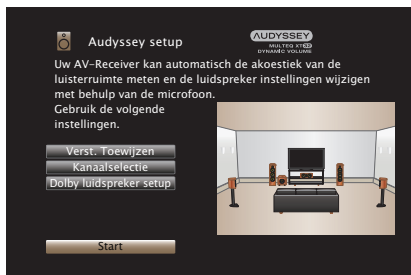 Audyssey setup
AUDYSSEY
MULTEQ XT32
DYNAMIC VOLUME
Uw AV-Receiver kan automatisch de akoestiek van de
luisterruimte meten en de luidspreker instellingen wijzigen
met behulp van de microfoon.
Gebruik de volgende
instellingen.
Verst. Toewijzen
Kanaalselectie
Dolby luidspreker setup
Start